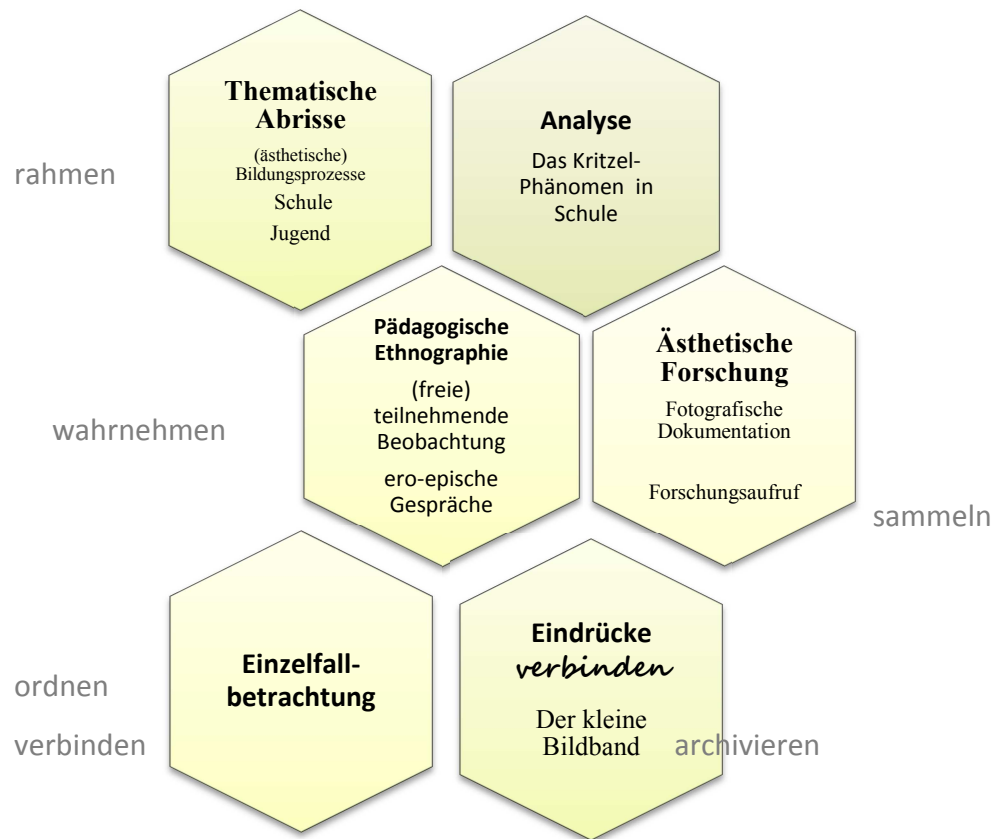 Thematische
Abrisse
(ästhetische)
Bildungsprozesse
Schule
Jugend
Analyse
Das Kritzel-
Phänomen in
Schule
rahmen
Pädagogische
Ethnographie
(freie)
teilnehmende
Beobachtung
ero-epische
Gespräche
Ästhetische
Forschung
Fotografische
Dokumentation
Forschungsaufruf
wahrnehmen
sammeln
Einzelfall-
betrachtung
Eindrücke
verbinden
Der kleine
Bildband
ordnen
verbinden
archivieren